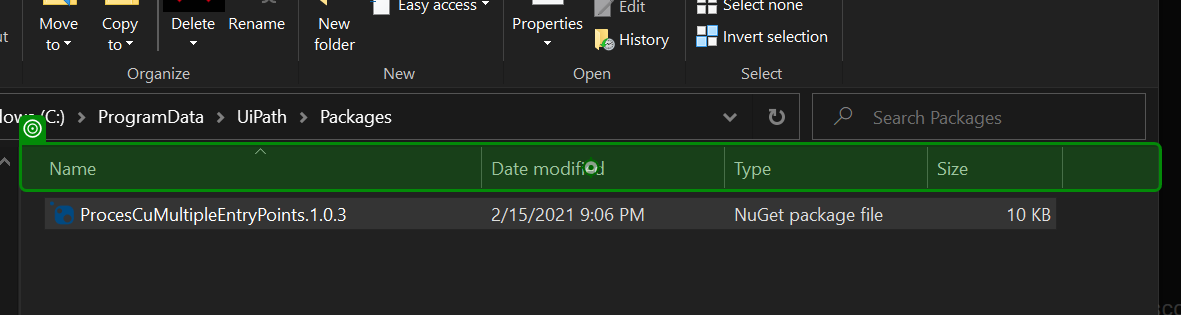 Easy access
Edit
Select none
Move to
Copy to
Delete
Rename
New folder
Properties
History
Invert selection
Organize
New
Open
Select
(C:) ProgramData UiPath Packages
Search Packages
Name Date modified Type Size
ProcesCuMultipleEntryPoints.1.0.3 2/15/2021 9:06 PM NuGet package file 10 KB